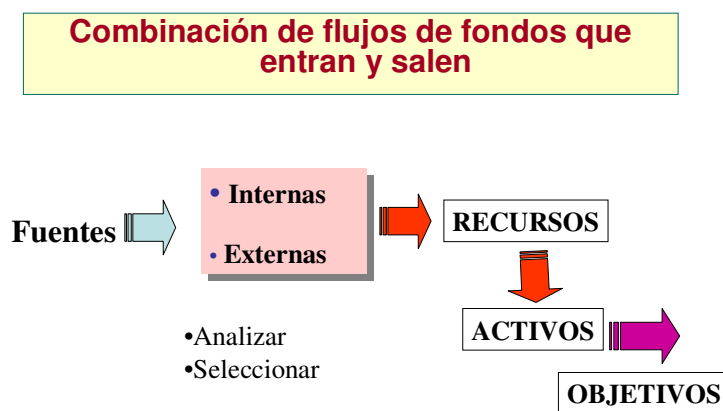 Combinación de flujos de fondos que
entran y salen
Fuentes
• Internas
• Externas
RECURSOS
ACTIVOS
•Analizar
•Seleccionar
OBJETIVOS